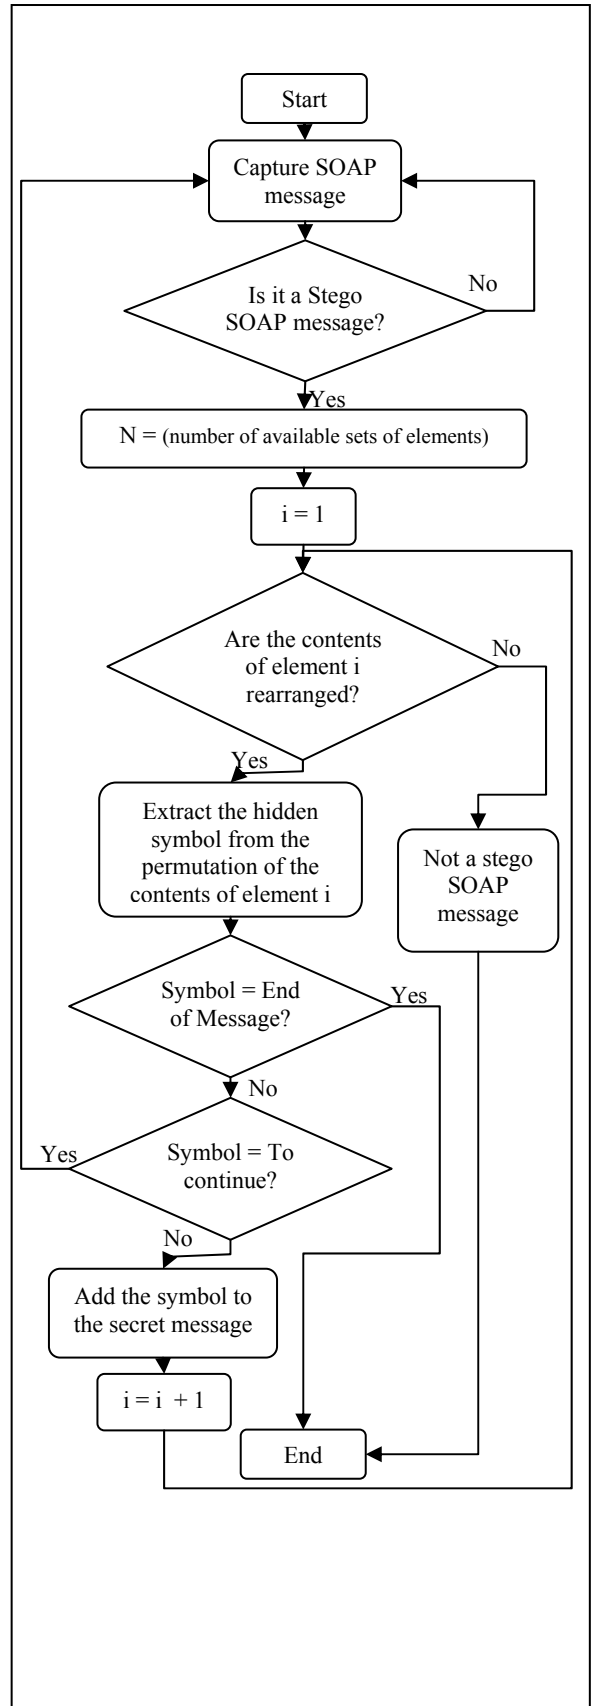 Start
Capture SOAP
message
No
Is it a Stego
SOAP message?
Yes
N = (number of available sets of elements)
i = 1
Are the contents
of element i
rearranged?
No
Yes
Extract the hidden
symbol from the
permutation of the
contents of element i
Not a stego
SOAP
message
Symbol = End
of Message?
Yes
No
Symbol = To
continue?
Yes
No
Add the symbol to
the secret message
i = i + 1
End